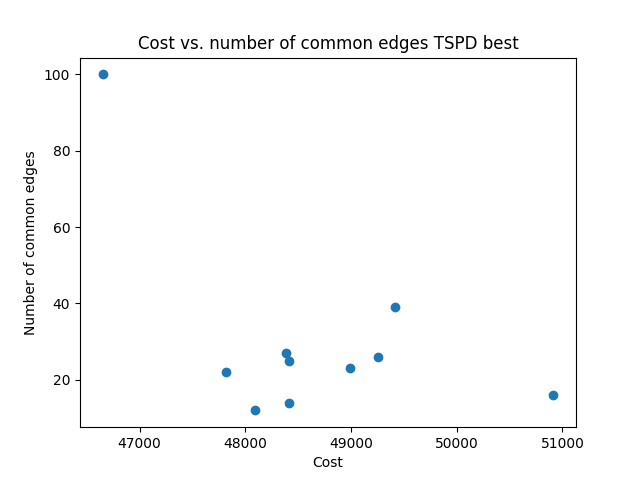 Cost vs. number of common edges TSPD best
100
80
60
40
20
Number of common edges
47000 48000 49000 50000 51000
Cost